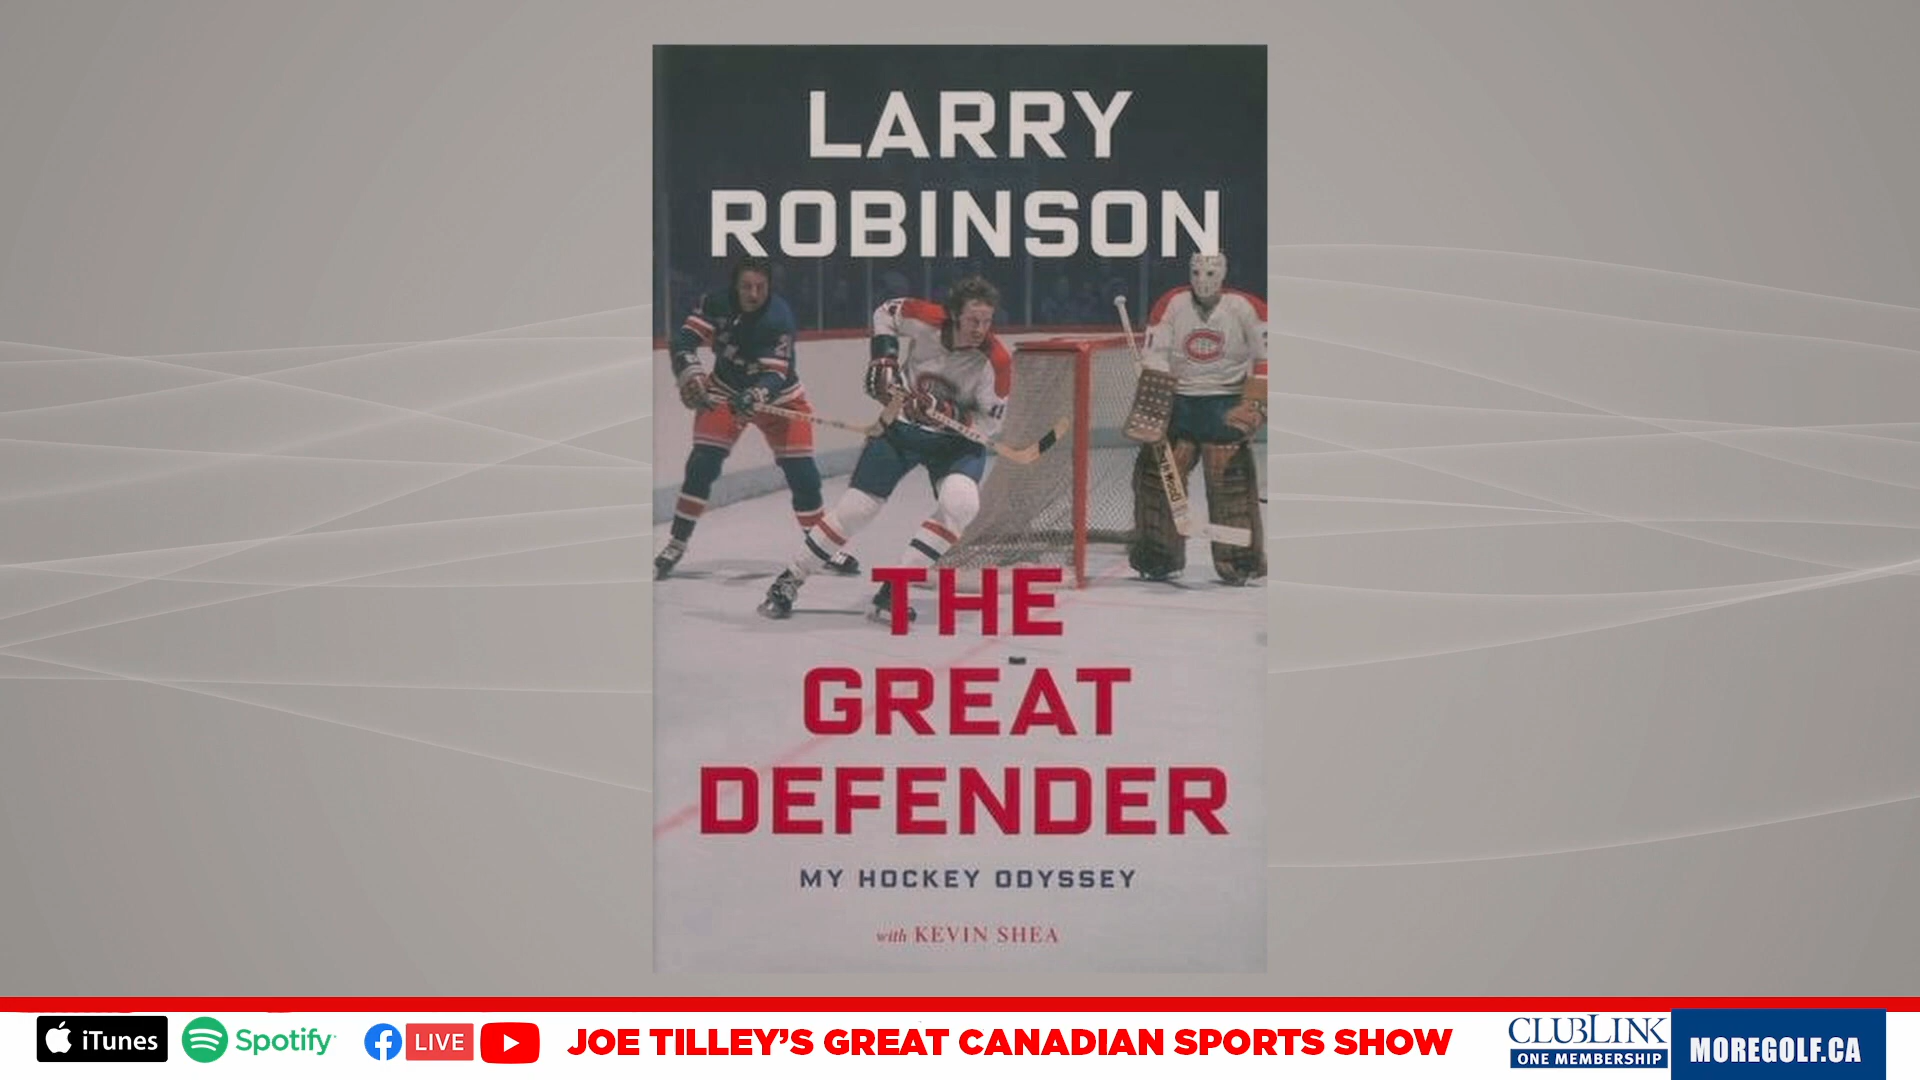 LARRY
ROBINSON
THE
GREAT
DEFENDER
MY HOCKEY ODYSSEY
with KEVIN SHEA
iTunes
Spotify
LIVE
JOE TILLEY'S GREAT CANADIAN SPORTS SHOW
CLUBLINK
ONE MEMBERSHIP
MOREGOLF.CA